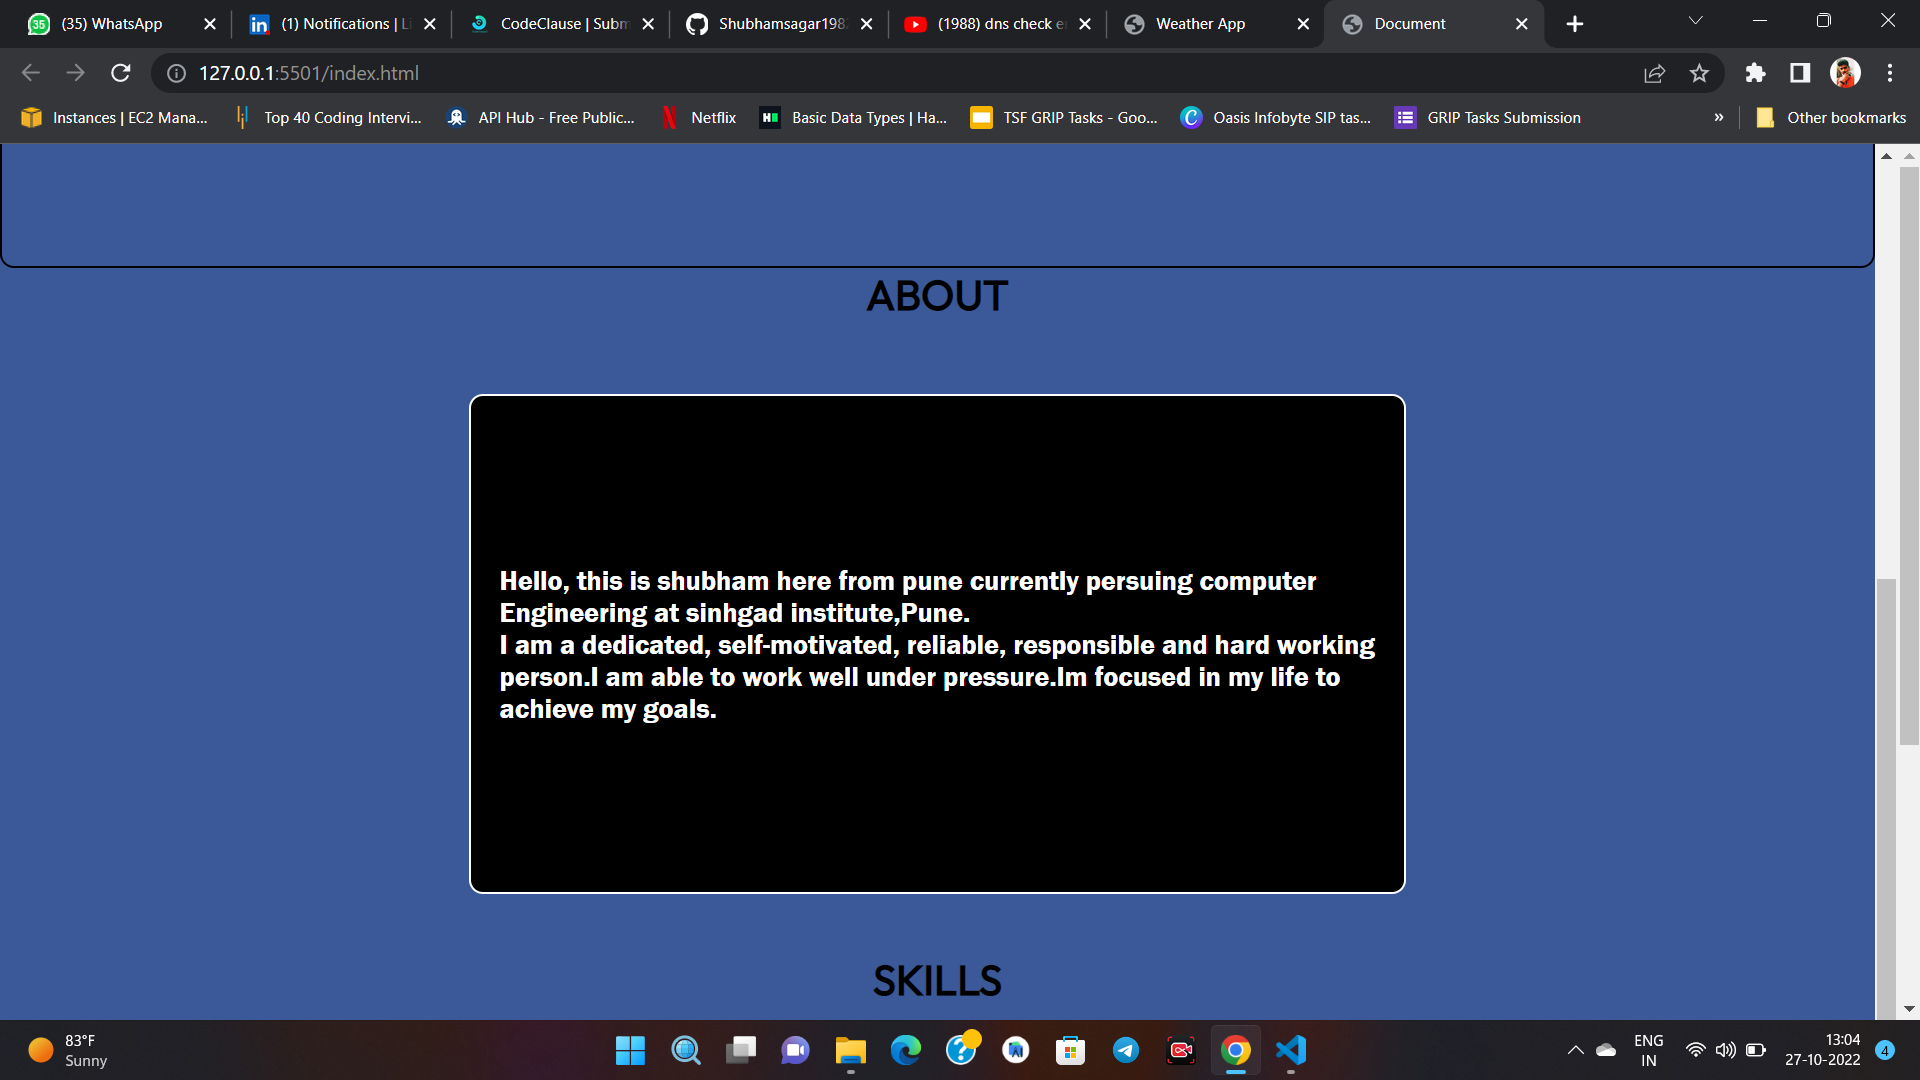 (35) WhatsApp
(1) Notifications | Li
CodeClause | Subm
Shubhamsagar198
(1988) dns check e
Weather App
Document
127.0.0.1:5501/index.html
Instances | EC2 Mana...
Top 40 Coding Intervi...
API Hub - Free Public...
Netflix
Basic Data Types | Ha...
TSF GRIP Tasks - Goo...
Oasis Infobyte SIP tas...
GRIP Tasks Submission
»
Other bookmarks
ABOUT
Hello, this is shubham here from pune currently persuing computer
Engineering at sinhgad institute,Pune.
I am a dedicated, self-motivated, reliable, responsible and hard working
person.I am able to work well under pressure.Im focused in my life to
achieve my goals.
SKILLS
83°F
Sunny
ENG
IN
13:04
27-10-2022
4